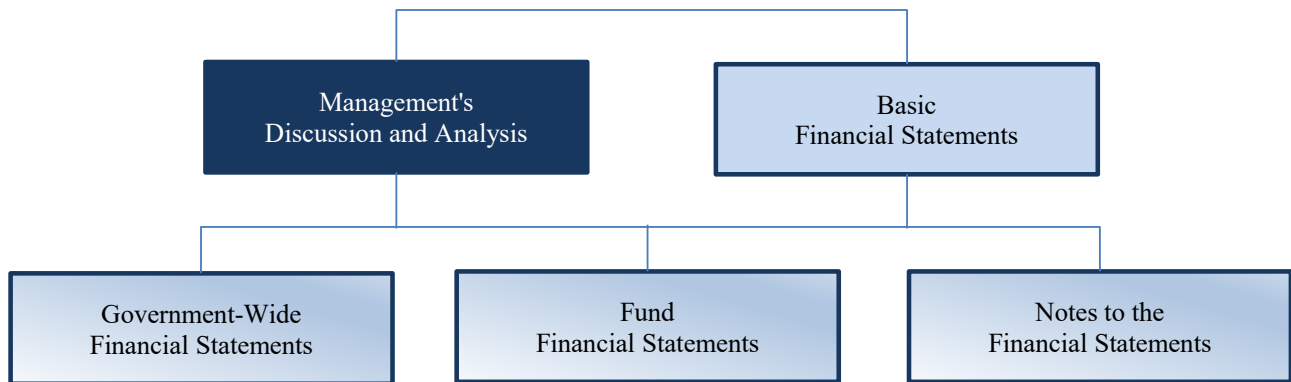 Management's
Discussion and Analysis
Basic
Financial Statements
Government-Wide
Financial Statements
Fund
Financial Statements
Notes to the
Financial Statements